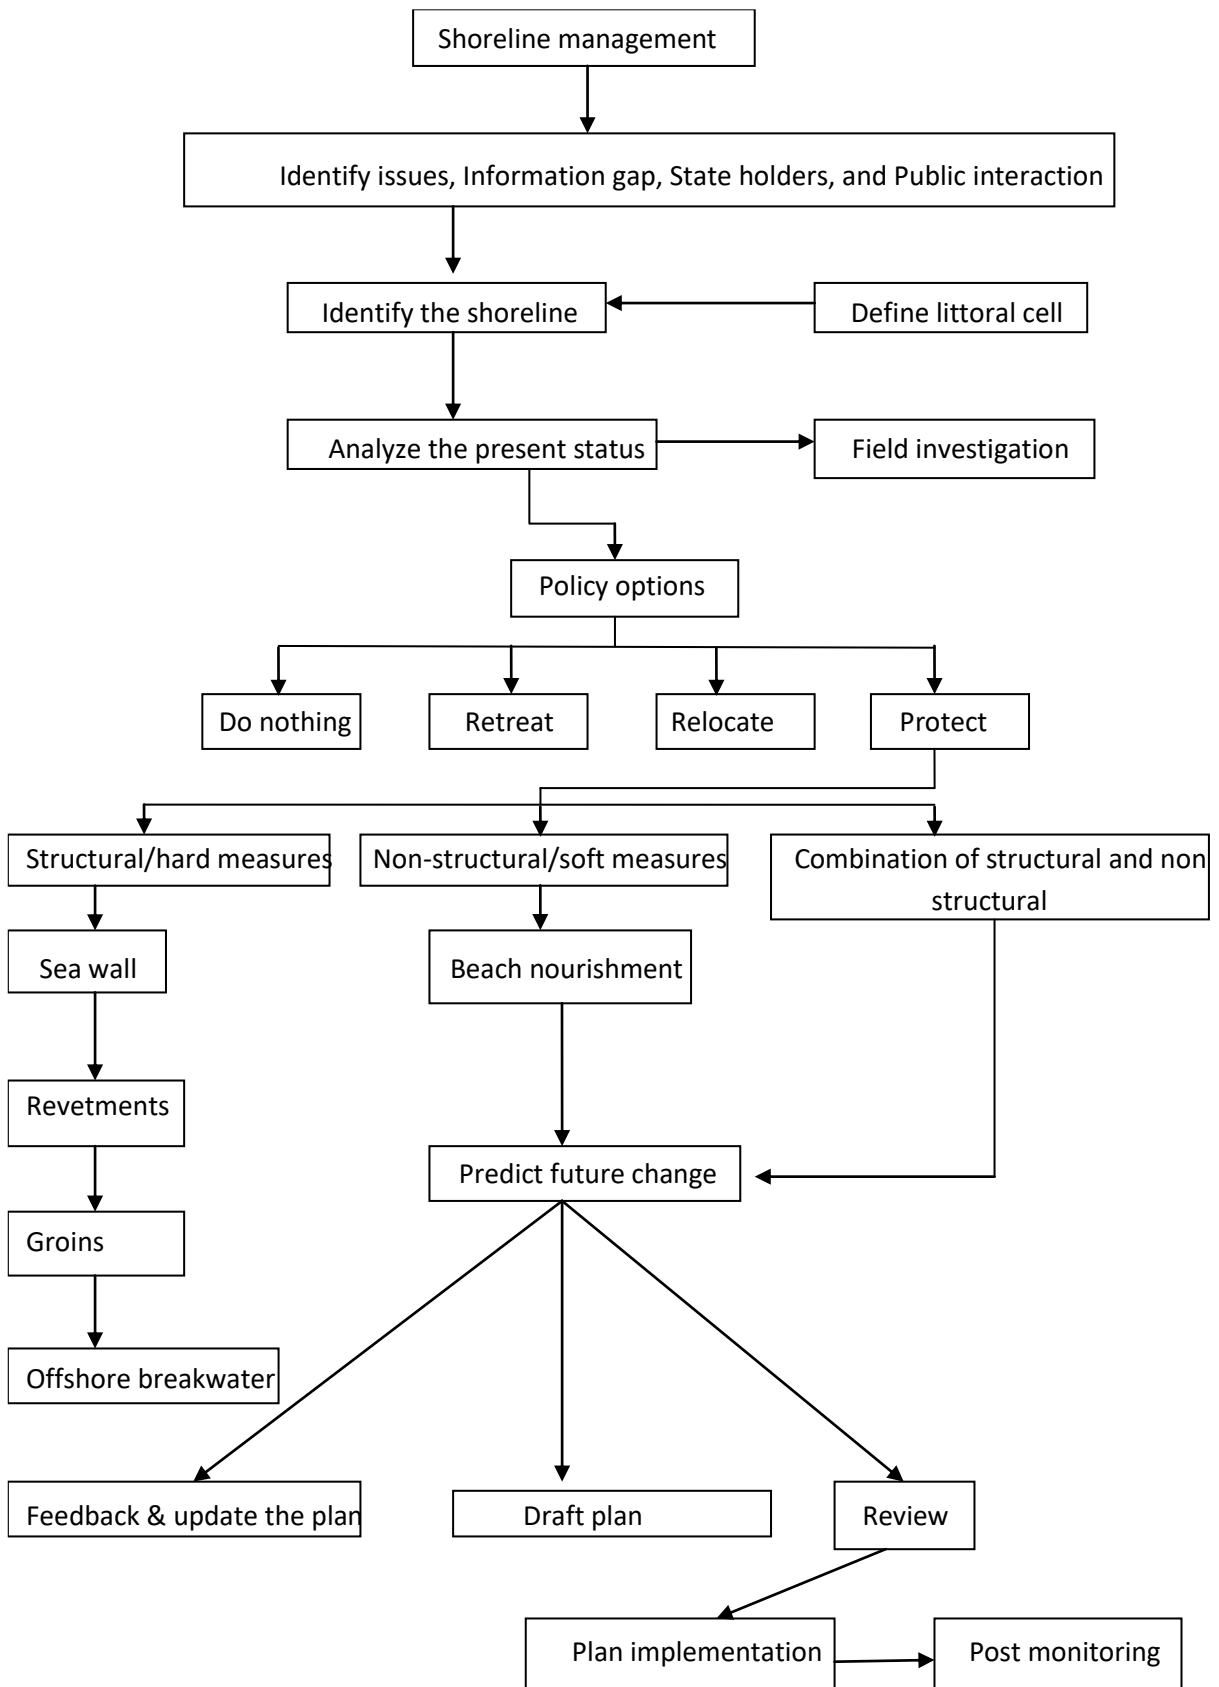 Shoreline management
Identify issues, Information gap, State holders, and Public interaction
Identify the shoreline
Define littoral cell
Analyze the present status
Field investigation
Policy options
Do nothing
Retreat
Relocate
Protect
Structural/hard measures
Non-structural/soft measures
Combination of structural and non
structural
Sea wall
Beach nourishment
Revetments
Predict future change
Groins
Offshore breakwater
Feedback & update the plan
Draft plan
Review
Plan implementation
Post monitoring